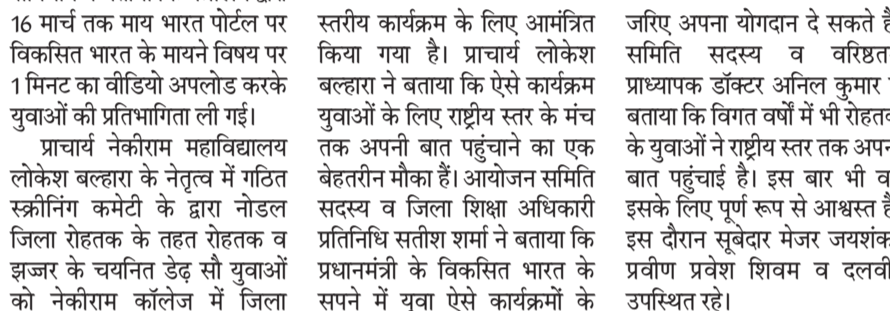 16 मार्च तक माय भारत पोर्टल पर
विकसित भारत के मायने विषय पर
1 मिनट का वीडियो अपलोड करके
युवाओं की प्रतिभागिता ली गई।
प्राचार्य नेकीराम महाविद्यालय
लोकेश बल्हारा के नेतृत्व में गठित
स्क्रीनिंग कमेटी के द्वारा नोडल
जिला रोहतक के तहत रोहतक व
झज्जर के चयनित डेढ़ सौ युवाओं
को नेकीराम कॉलेज में जिला
स्तरीय कार्यक्रम के लिए आमंत्रित
किया गया है। प्राचार्य लोकेश
बल्हारा ने बताया कि ऐसे कार्यक्रम
युवाओं के लिए राष्ट्रीय स्तर के मंच
तक अपनी बात पहुंचाने का एक
बेहतरीन मौका हैं। आयोजन समिति
सदस्य व जिला शिक्षा अधिकारी
प्रतिनिधि सतीश शर्मा ने बताया कि
प्रधानमंत्री के विकसित भारत के
सपने में युवा ऐसे कार्यक्रमों के
जरिए अपना योगदान दे सकते
समिति सदस्य व वरिष्ठत
प्राध्यापक डॉक्टर अनिल कुमार
बताया कि विगत वर्षों में भी रोहत
के युवाओं ने राष्ट्रीय स्तर तक अप
बात पहुंचाई है। इस बार भी व
इसके लिए पूर्ण रूप से आश्वस्त
इस दौरान सूबेदार मेजर जयशंक
प्रवीण प्रवेश शिवम व दलवी
उपस्थित रहे।